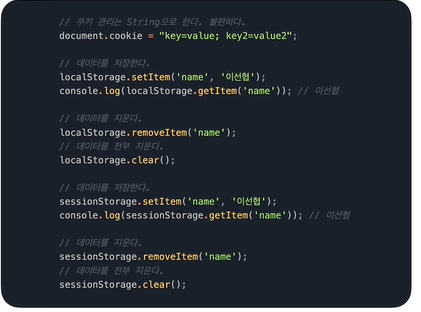 // 쿠키 관리는 String으로 한다. 불편하다.
document.cookie = "key=value; key2=value2";
// 데이터를 저장한다.
localStorage.setItem('name', '이선협');
console.log(localStorage.getItem('name')); // 이선협
// 데이터를 지운다.
localStorage.removeItem('name');
// 데이터를 전부 지운다.
localStorage.clear();
// 데이터를 저장한다.
sessionStorage.setItem('name', '이선협');
console.log(sessionStorage.getItem('name')); // 이선협
// 데이터를 지운다.
sessionStorage.removeItem('name');
// 데이터를 전부 지운다.
sessionStorage.clear();